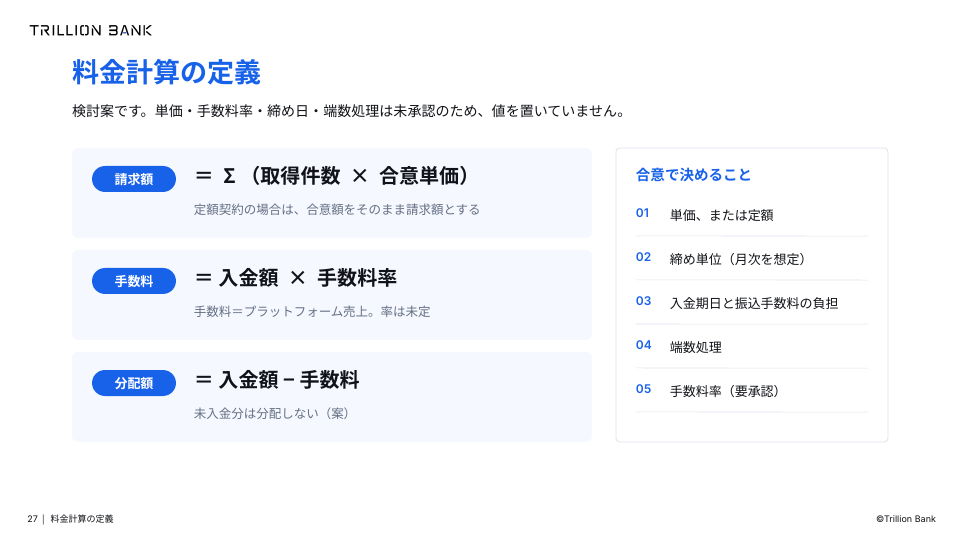 TRILLION BANK
料金計算の定義
検討案です。単価・手数料率・締め日・端数処理は未承認のため、値を置いていません。
請求額
＝ Σ （取得件数 × 合意単価）
定額契約の場合は、合意額をそのまま請求額とする
手数料
＝ 入金額 × 手数料率
手数料＝プラットフォーム売上。率は未定
分配額
＝ 入金額 − 手数料
未入金分は分配しない（案）
合意で決めること
01 単価、または定額
02 締め単位（月次を想定）
03 入金期日と振込手数料の負担
04 端数処理
05 手数料率（要承認）
27 | 料金計算の定義
©Trillion Bank